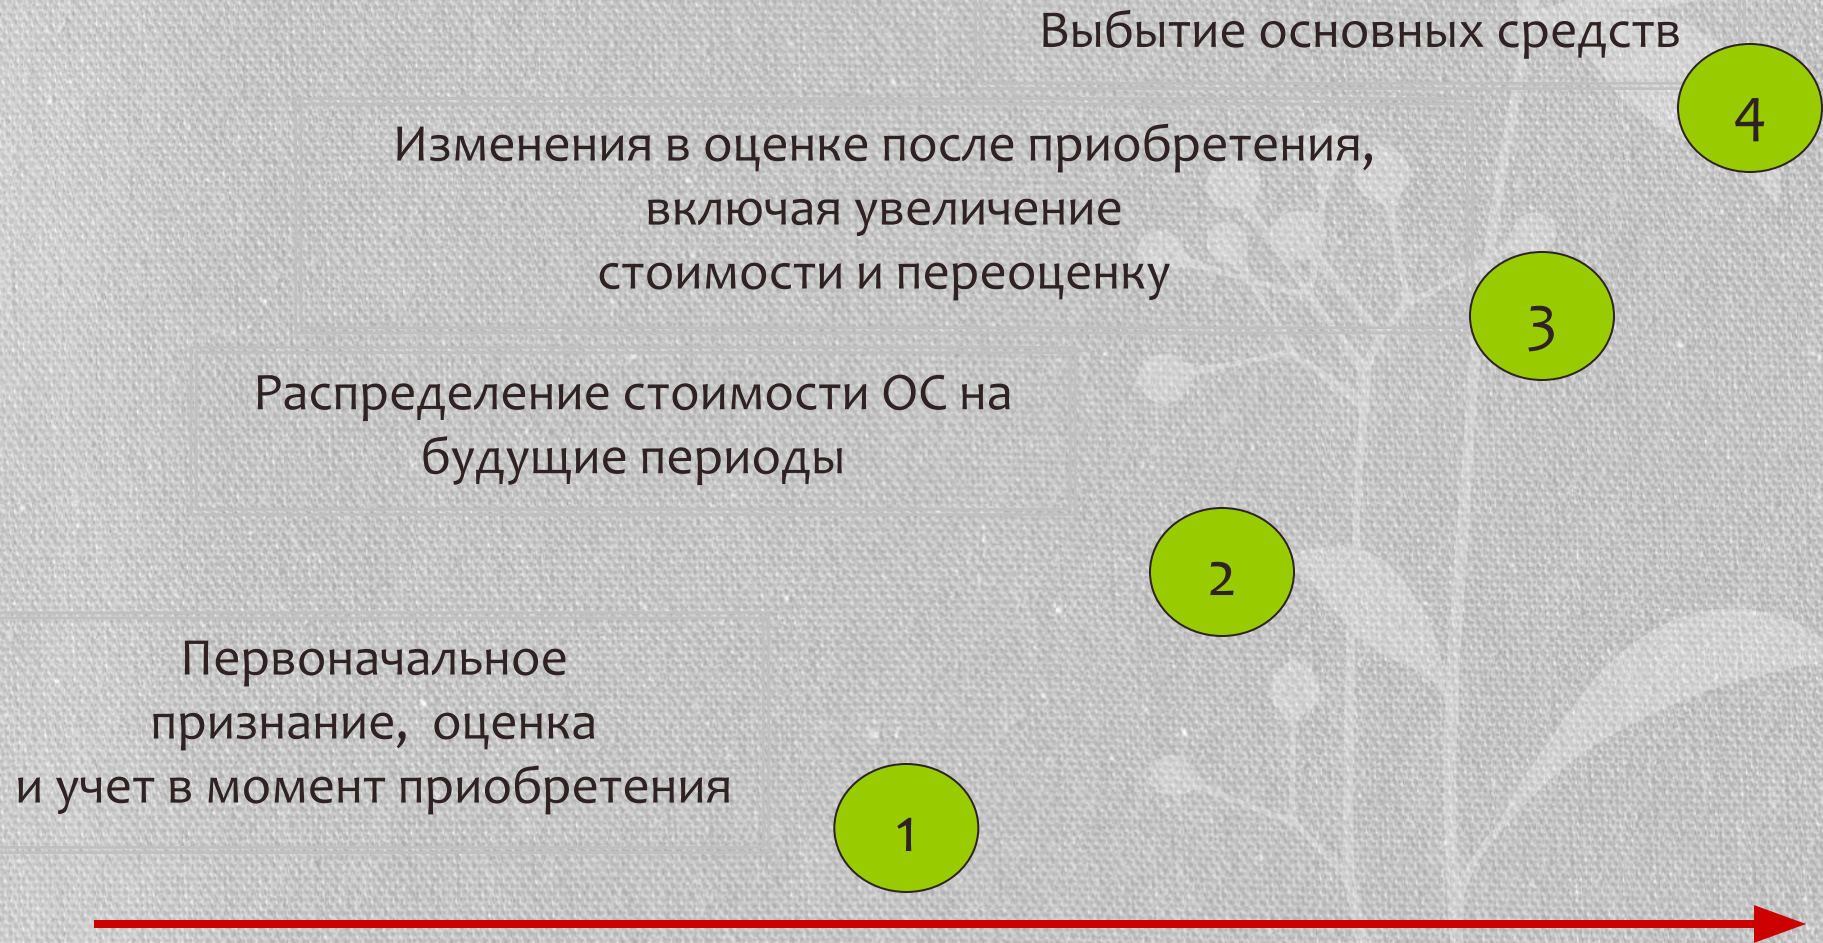 Выбытие основных средств
4
Изменения в оценке после приобретения,
включая увеличение
стоимости и переоценку
3
Распределение стоимости ОС на
будущие периоды
2
Первоначальное
признание, оценка
и учет в момент приобретения
1